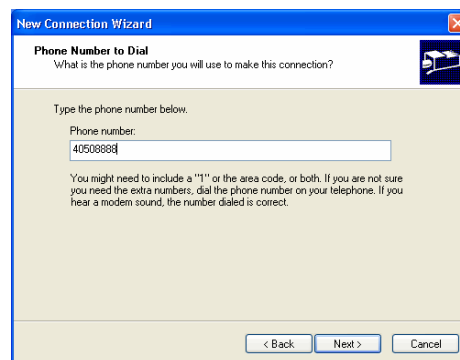 New Connection Wizard
Phone Number to Dial
What is the phone number you will use to make this connection?
Type the phone number below.
Phone number:
40508888
You might need to include a "1" or the area code, or both. If you are not sure
you need the extra numbers, dial the phone number on your telephone. If you
hear a modem sound, the number dialed is correct.
< Back
Next >
Cancel